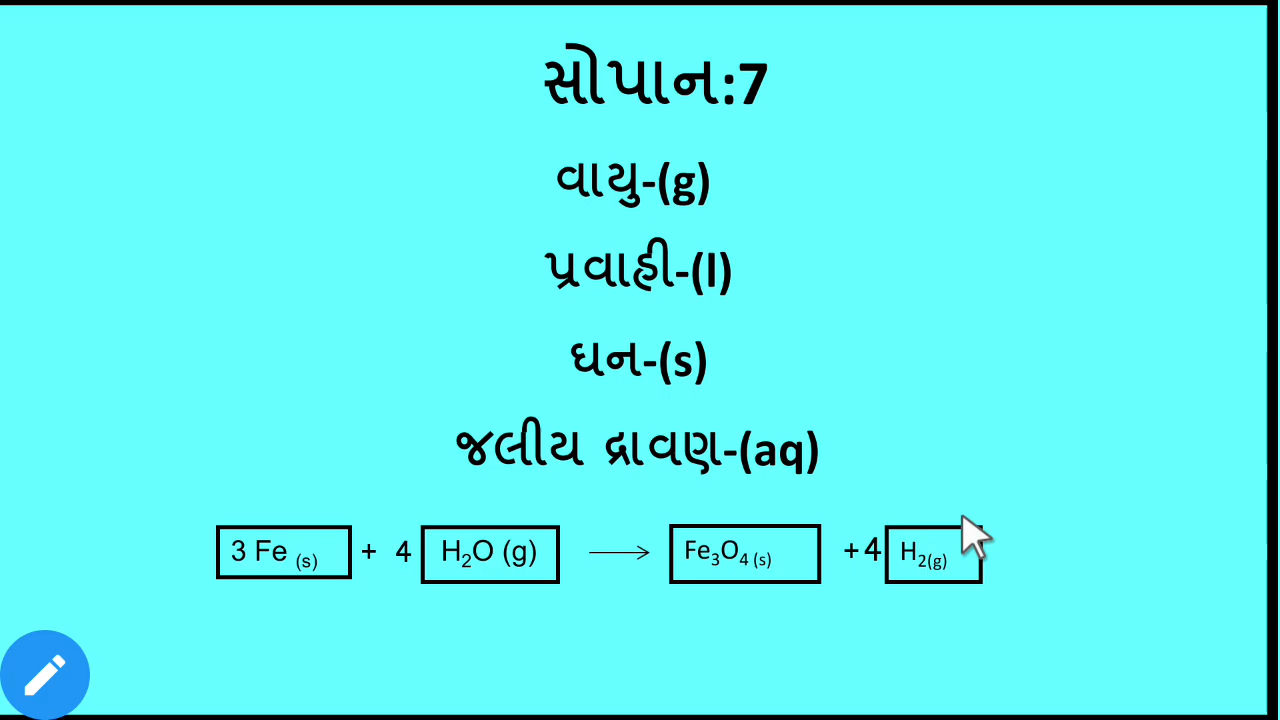 સોપાન:7
વાયુ-(g)
પ્રવાહી-(l)
ઘન-(s)
જલીય દ્રાવણ-(aq)
3 Fe (s) + 4 H₂O (g) ⟶ Fe₃O₄ (s) + 4 H₂(g)